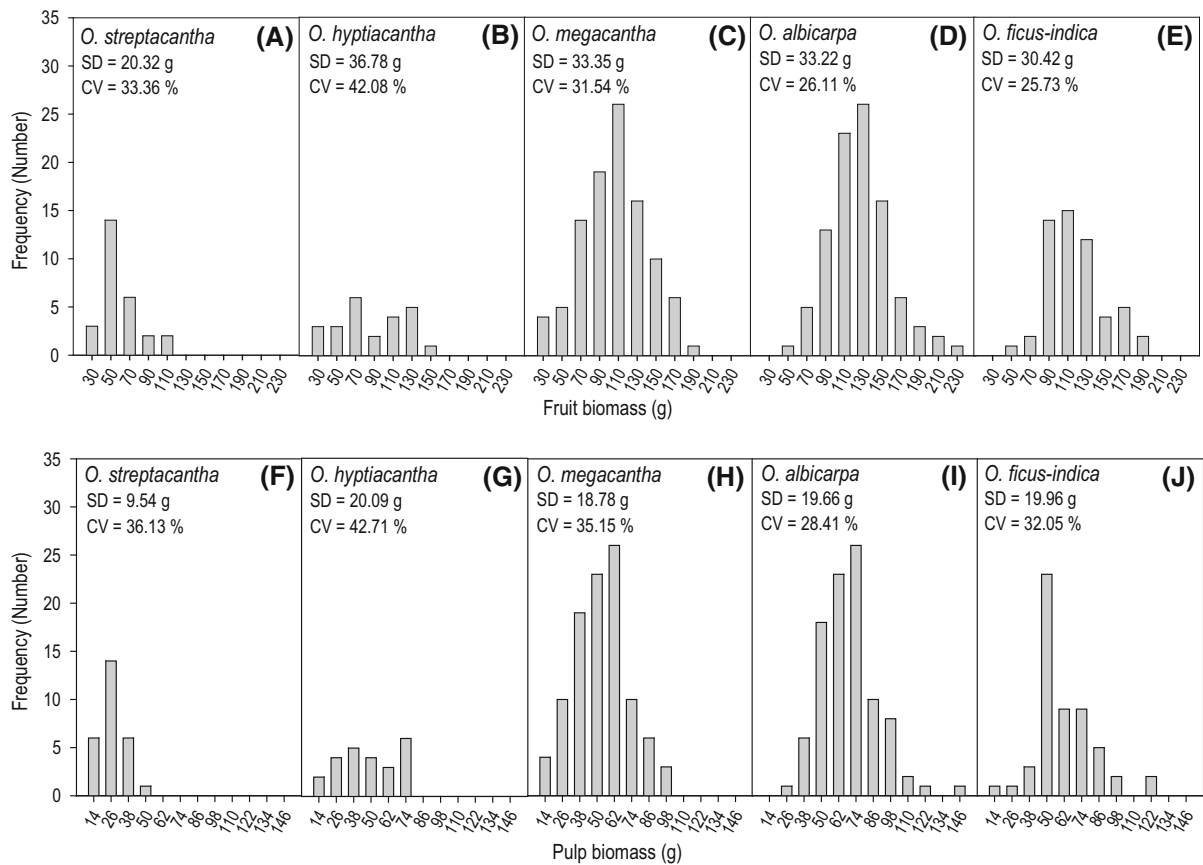 O. streptacantha (A)
SD = 20.32 g
CV = 33.36 %
O. hyptiacantha (B)
SD = 36.78 g
CV = 42.08 %
O. megacantha (C)
SD = 33.35 g
CV = 31.54 %
O. albicarpa (D)
SD = 33.22 g
CV = 26.11 %
O. ficus-indica (E)
SD = 30.42 g
CV = 25.73 %
Frequency (Number)
35
30
25
20
15
10
5
0
30 50 70 90 110 130 150 170 190 210 230
30 50 70 90 110 130 150 170 190 210 230
30 50 70 90 110 130 150 170 190 210 230
30 50 70 90 110 130 150 170 190 210 230
30 50 70 90 110 130 150 170 190 210 230
Fruit biomass (g)
O. streptacantha (F)
SD = 9.54 g
CV = 36.13 %
O. hyptiacantha (G)
SD = 20.09 g
CV = 42.71 %
O. megacantha (H)
SD = 18.78 g
CV = 35.15 %
O. albicarpa (I)
SD = 19.66 g
CV = 28.41 %
O. ficus-indica (J)
SD = 19.96 g
CV = 32.05 %
Frequency (Number)
35
30
25
20
15
10
5
0
14 26 38 50 62 74 86 98 110 122 134 146
14 26 38 50 62 74 86 98 110 122 134 146
14 26 38 50 62 74 86 98 110 122 134 146
14 26 38 50 62 74 86 98 110 122 134 146
14 26 38 50 62 74 86 98 110 122 134 146
Pulp biomass (g)